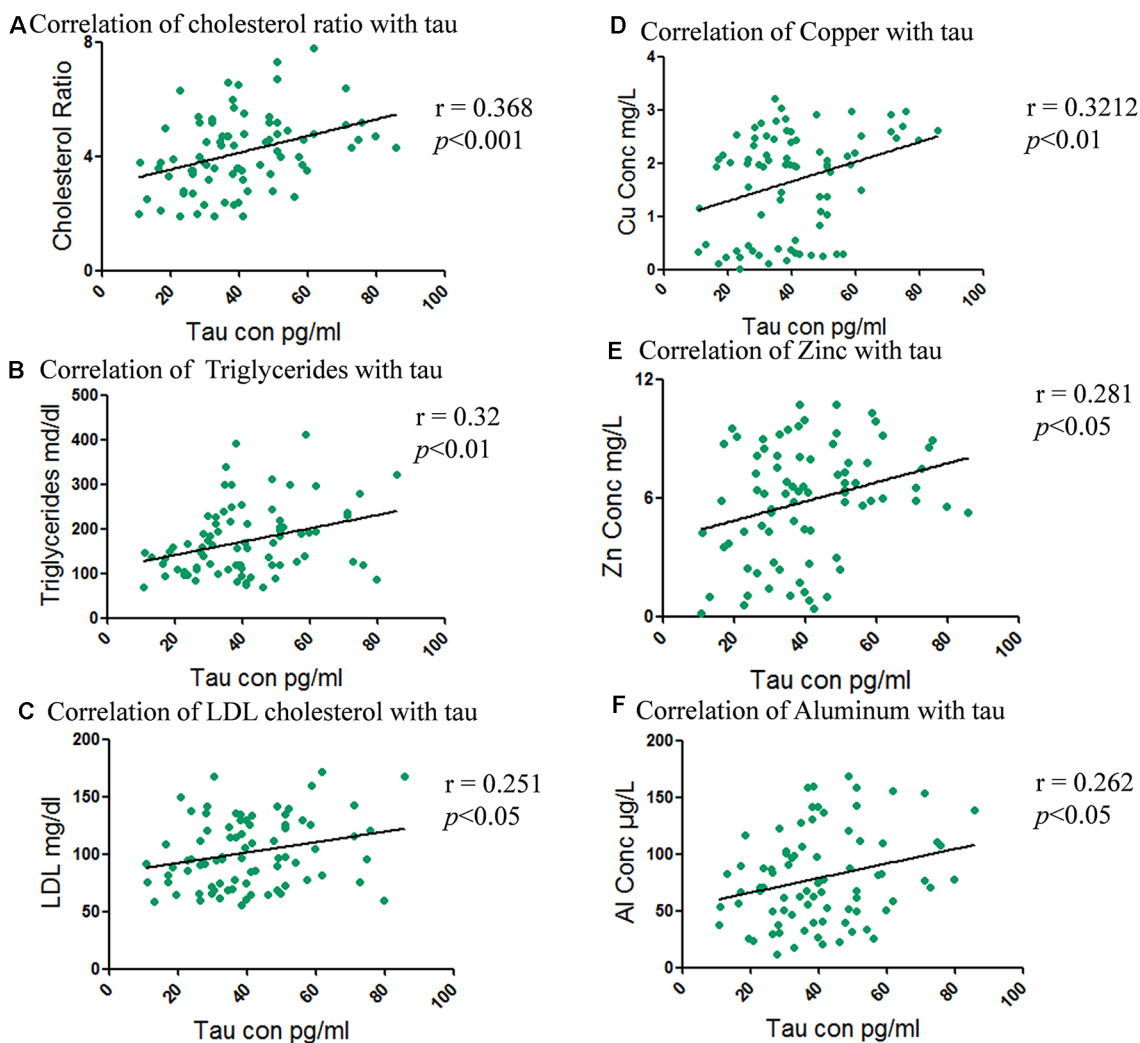 A Correlation of cholesterol ratio with tau
8
4
0
Cholesterol Ratio
r = 0.368
p<0.001
0 20 40 60 80 100
Tau con pg/ml
B Correlation of Triglycerides with tau
500
400
300
200
100
0
Triglycerides md/dl
r = 0.32
p<0.01
0 20 40 60 80 100
Tau con pg/ml
C Correlation of LDL cholesterol with tau
200
150
100
50
0
LDL mg/dl
r = 0.251
p<0.05
0 20 40 60 80 100
Tau con pg/ml
D Correlation of Copper with tau
4
3
2
1
0
Cu Conc mg/L
r = 0.3212
p<0.01
0 20 40 60 80 100
Tau con pg/ml
E Correlation of Zinc with tau
12
6
0
Zn Conc mg/L
r = 0.281
p<0.05
0 20 40 60 80 100
Tau con pg/ml
F Correlation of Aluminum with tau
200
150
100
50
0
Al Conc µg/L
r = 0.262
p<0.05
0 20 40 60 80 100
Tau con pg/ml